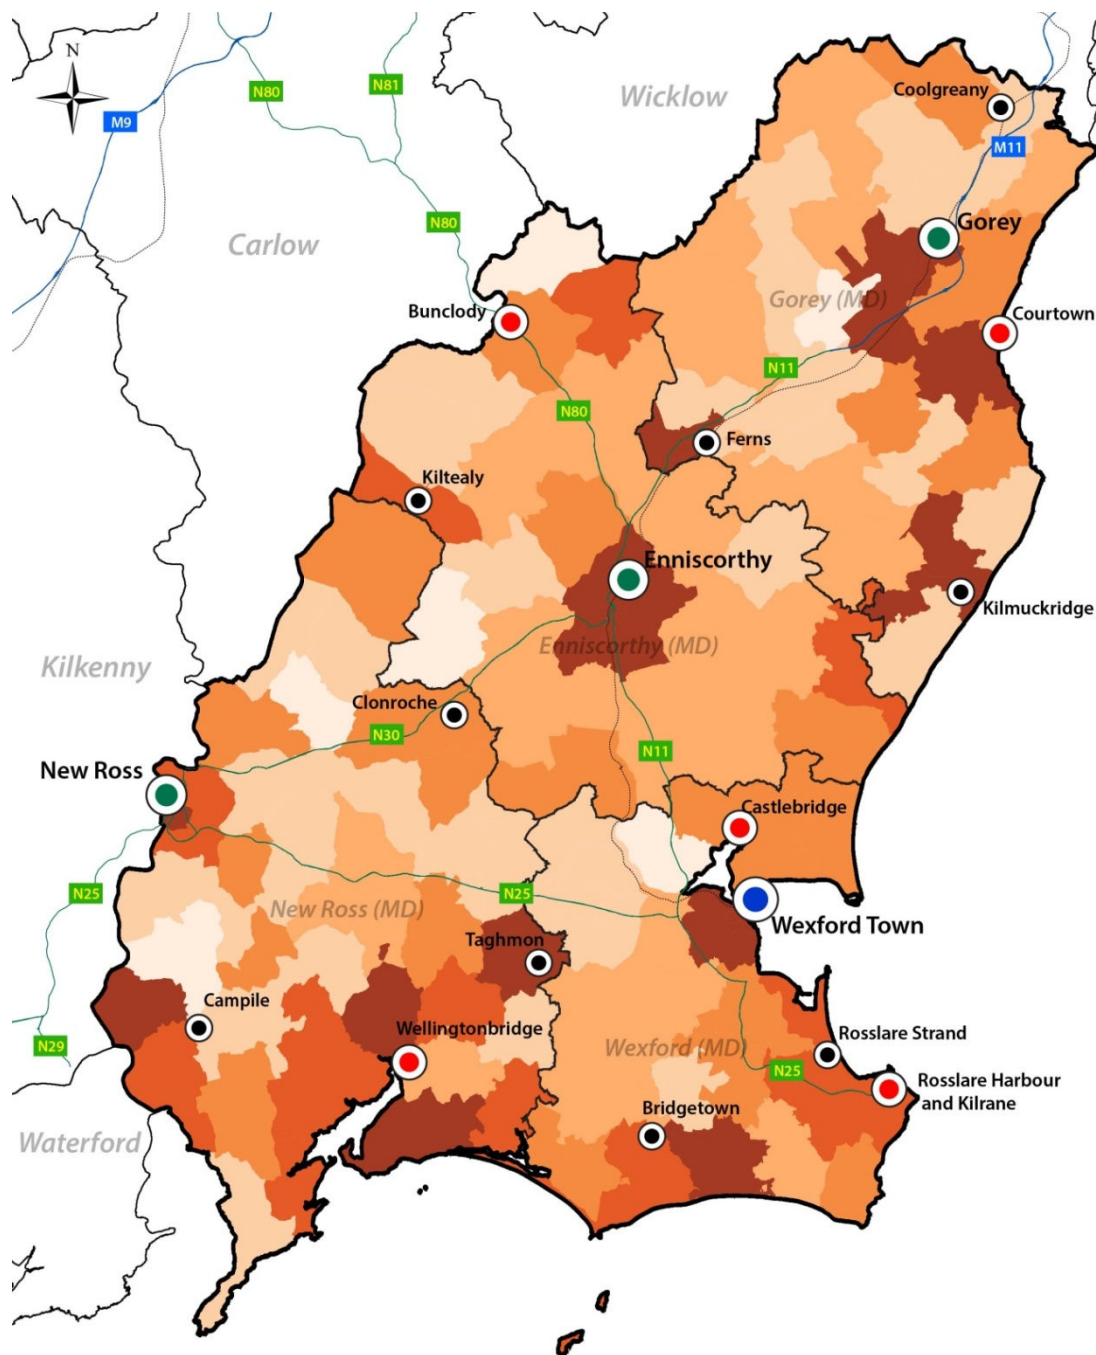 N
N80
N81
Wicklow
Coolgreany
M9
M11
N80
Carlow
Gorey
Gorey (MD)
Bunclody
Courtown
N11
N80
Ferns
Kiltealy
Enniscorthy
Kilmuckridge
Enniscorthy (MD)
Kilkenny
Clonroche
N30
N11
New Ross
Castlebridge
N25
N25
New Ross (MD)
Wexford Town
Taghmon
Campile
Wellingtonbridge
Rosslare Strand
N29
Wexford (MD)
N25
Rosslare Harbour
and Kilrane
Bridgetown
Waterford